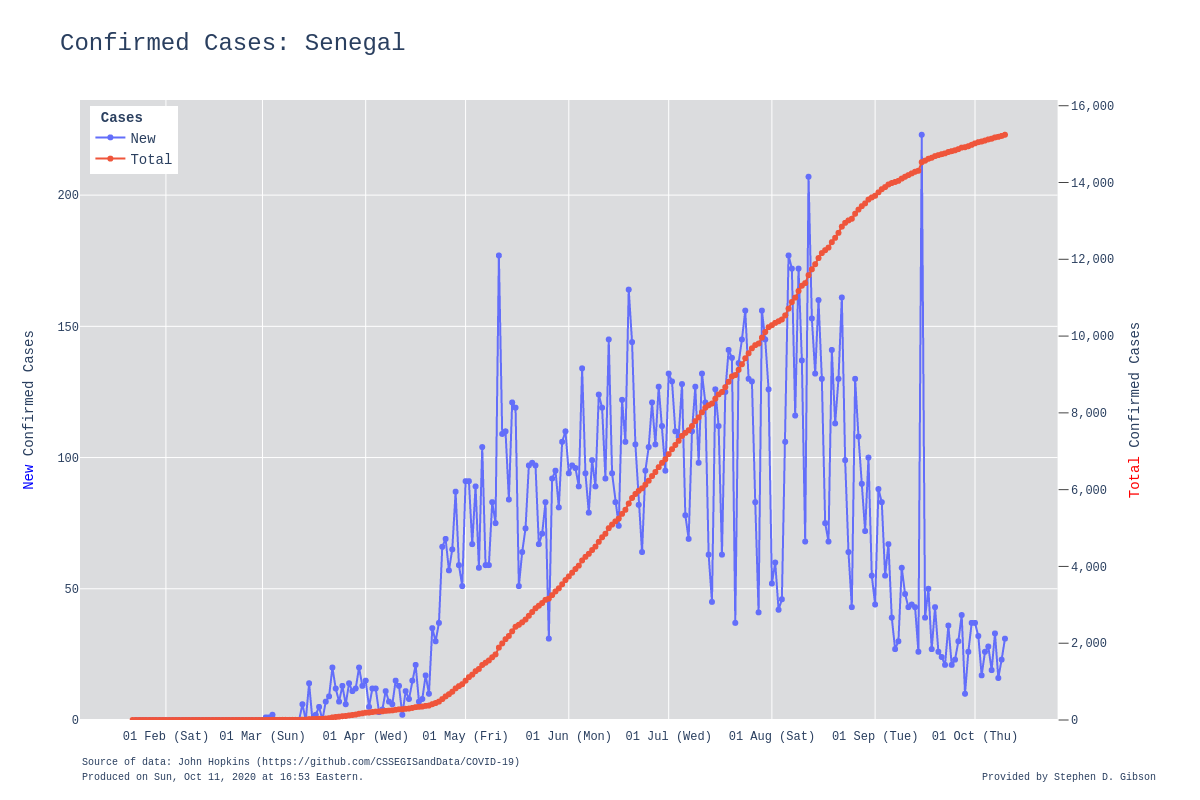 Confirmed Cases: Senegal
Cases
New
Total
16,000
14,000
12,000
10,000
8,000
6,000
4,000
2,000
0
200
150
100
50
0
New Confirmed Cases
Total Confirmed Cases
01 Feb (Sat) 01 Mar (Sun) 01 Apr (Wed) 01 May (Fri) 01 Jun (Mon) 01 Jul (Wed) 01 Aug (Sat) 01 Sep (Tue) 01 Oct (Thu)
Source of data: John Hopkins (https://github.com/CSSEGISandData/COVID-19)
Produced on Sun, Oct 11, 2020 at 16:53 Eastern.
Provided by Stephen D. Gibson